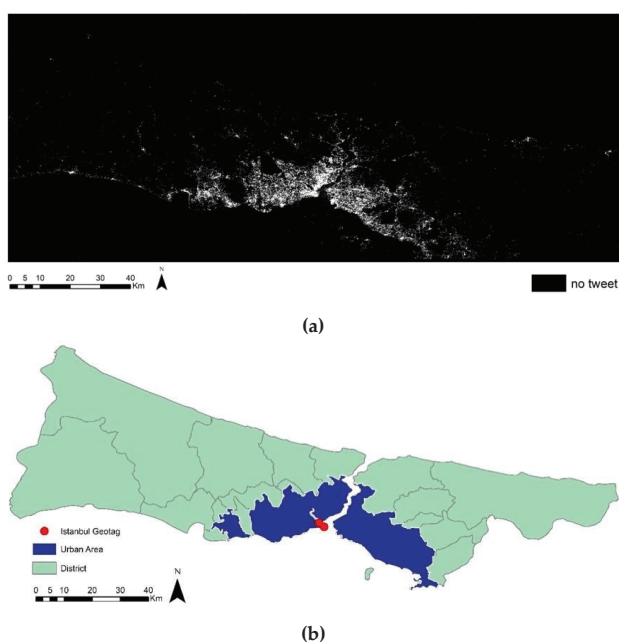 0 5 10 20 30 40
Km
N
no tweet
(a)
Istanbul Geotag
Urban Area
District
N
0 5 10 20 30 40
Km
(b)